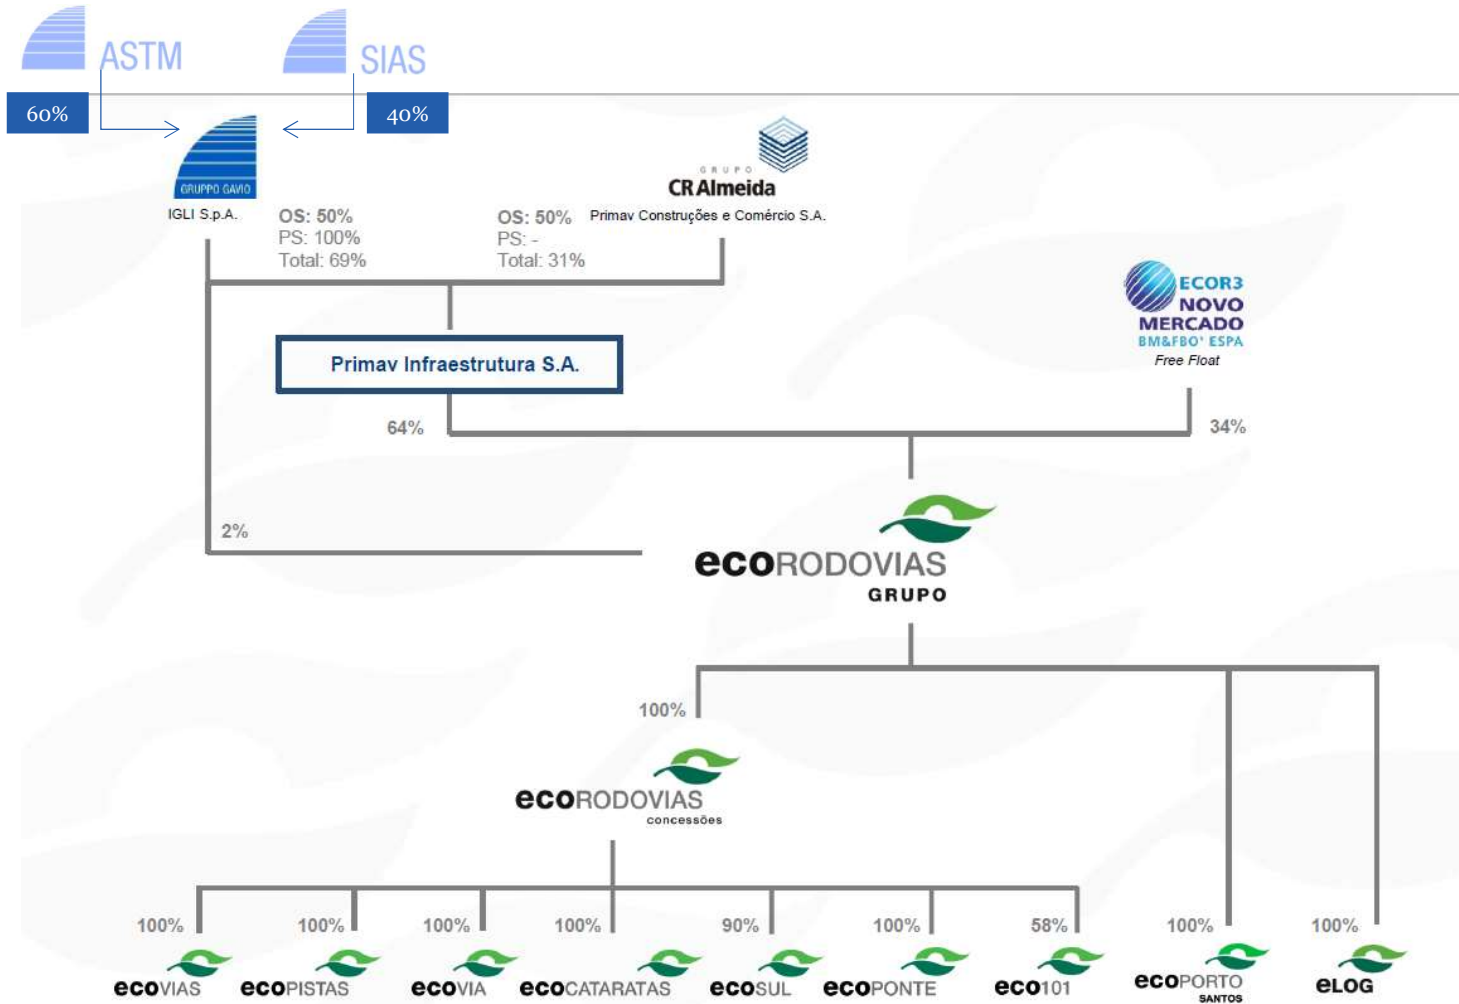 ASTM
SIAS
60%
40%
GRUPPO GAVIO
IGLI S.p.A.
GRUPO
CR Almeida
Primav Construções e Comércio S.A.
OS: 50%
PS: 100%
Total: 69%
OS: 50%
PS: -
Total: 31%
ECOR3
NOVO
MERCADO
BM&FBO' ESPA
Free Float
Primav Infraestrutura S.A.
64%
34%
2%
ecoRODOVIAS
GRUPO
100%
ecoRODOVIAS
concessões
100%
100%
100%
100%
90%
100%
58%
100%
100%
ecoVIAS
ecoPISTAS
ecoVIA
ecoCATARATAS
ecoSUL
ecoPONTE
eco101
ecoPORTO
SANTOS
eLOG